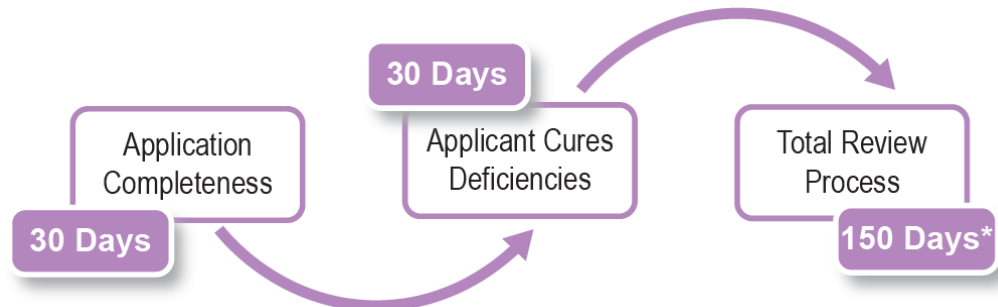 Application
Completeness
30 Days
30 Days
Applicant Cures
Deficiencies
Total Review
Process
150 Days*